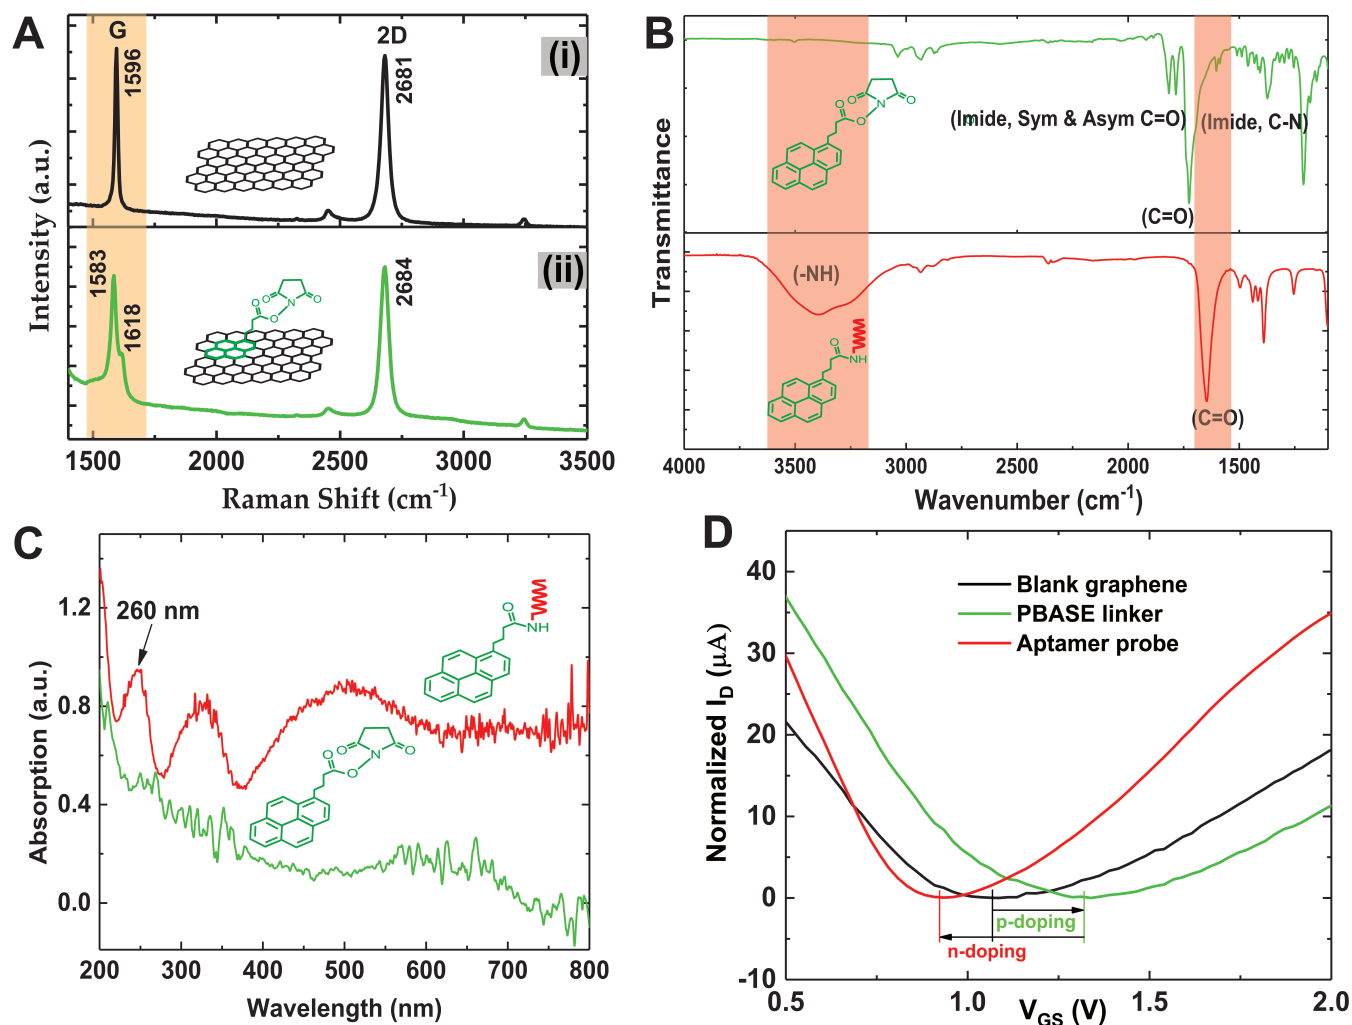 A
G
1596
2D
2681
(i)
1583
1618
2684
(ii)
O
O
N
O
O
O
Intensity (a.u.)
1500
2000
2500
3000
3500
Raman Shift (cm-1)
B
(Imide, Sym & Asym C=O)
(Imide, C-N)
(C=O)
O
O
N
O
O
O
(-NH)
O
NH
(C=O)
Transmittance
4000
3500
3000
2500
2000
1500
Wavenumber (cm-1)
C
260 nm
O
NH
O
O
N
O
O
O
1.2
0.8
0.4
0.0
Absorption (a.u.)
200
300
400
500
600
700
800
Wavelength (nm)
D
Blank graphene
PBASE linker
Aptamer probe
p-doping
n-doping
40
30
20
10
0
-10
Normalized ID (μA)
0.5
1.0
1.5
2.0
VGS (V)